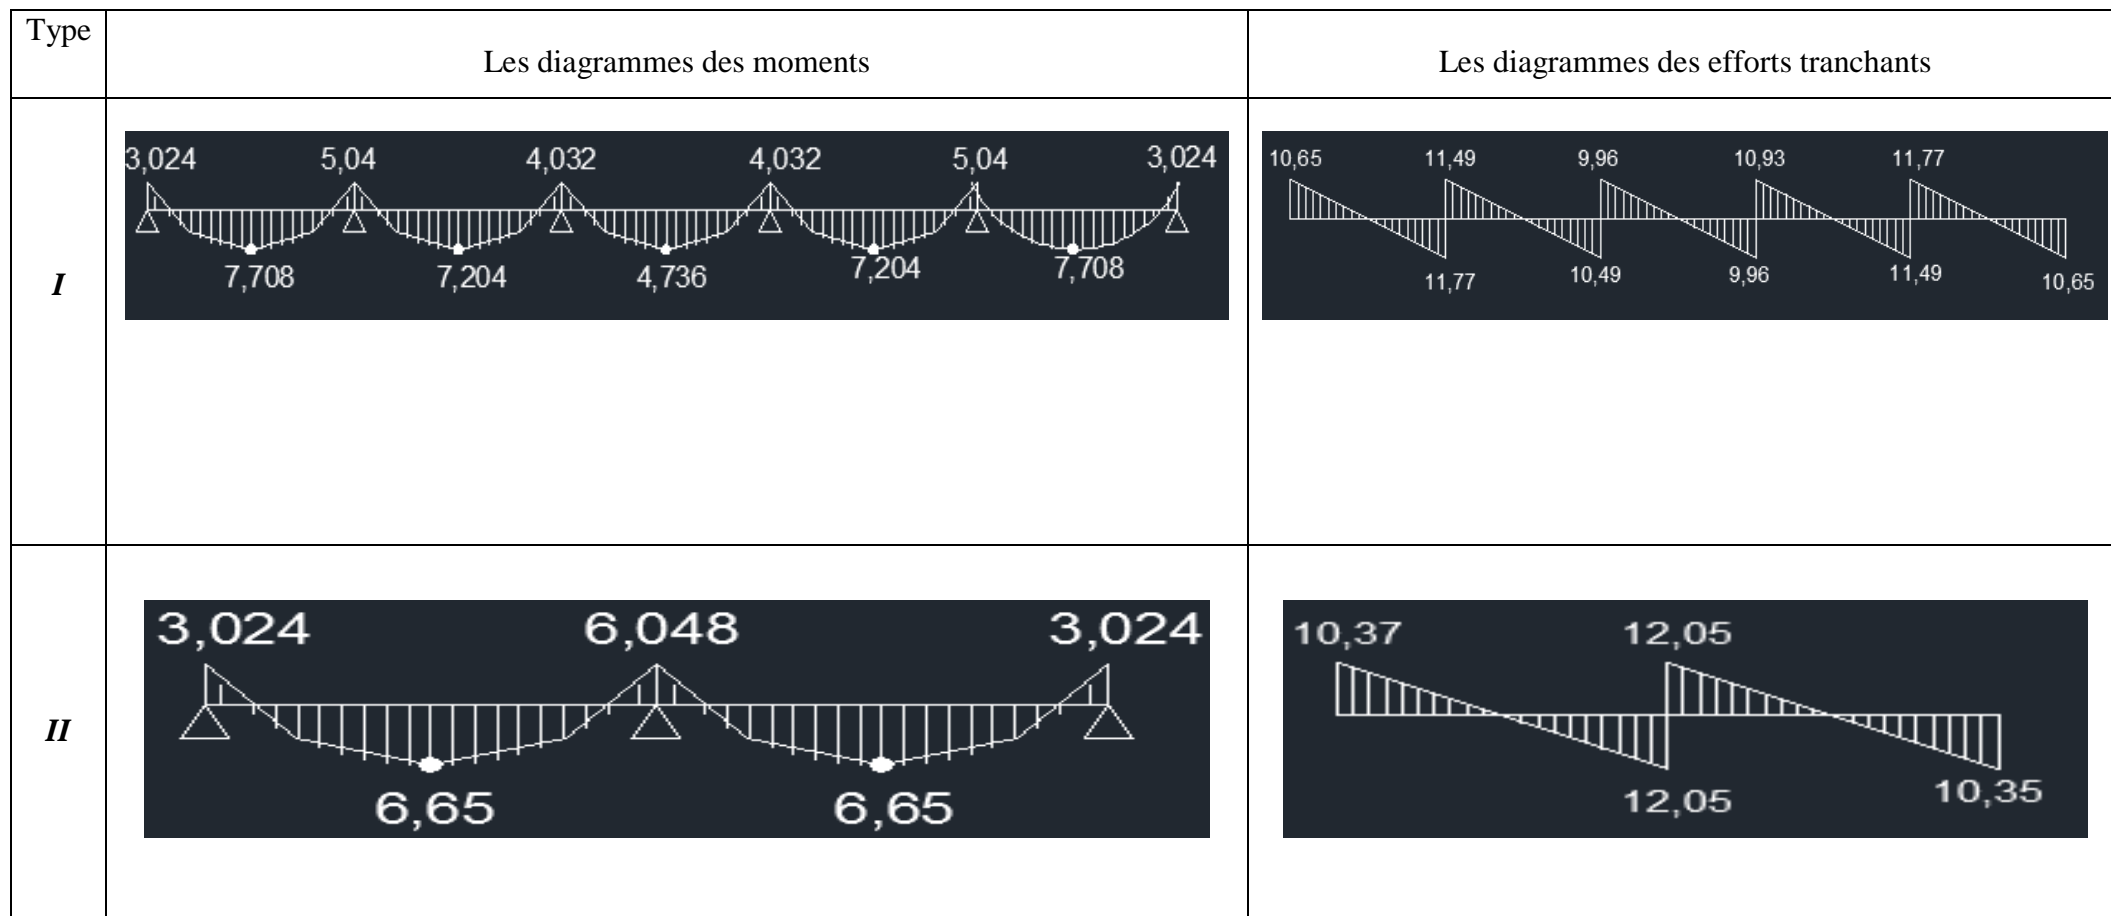 Type
Les diagrammes des moments
Les diagrammes des efforts tranchants
I
3,024 5,04 4,032 4,032 5,04 3,024
7,708 7,204 4,736 7,204 7,708
10,65 11,49 9,96 10,93 11,77
11,77 10,49 9,96 11,49 10,65
II
3,024 6,048 3,024
6,65 6,65
10,37 12,05
12,05 10,35